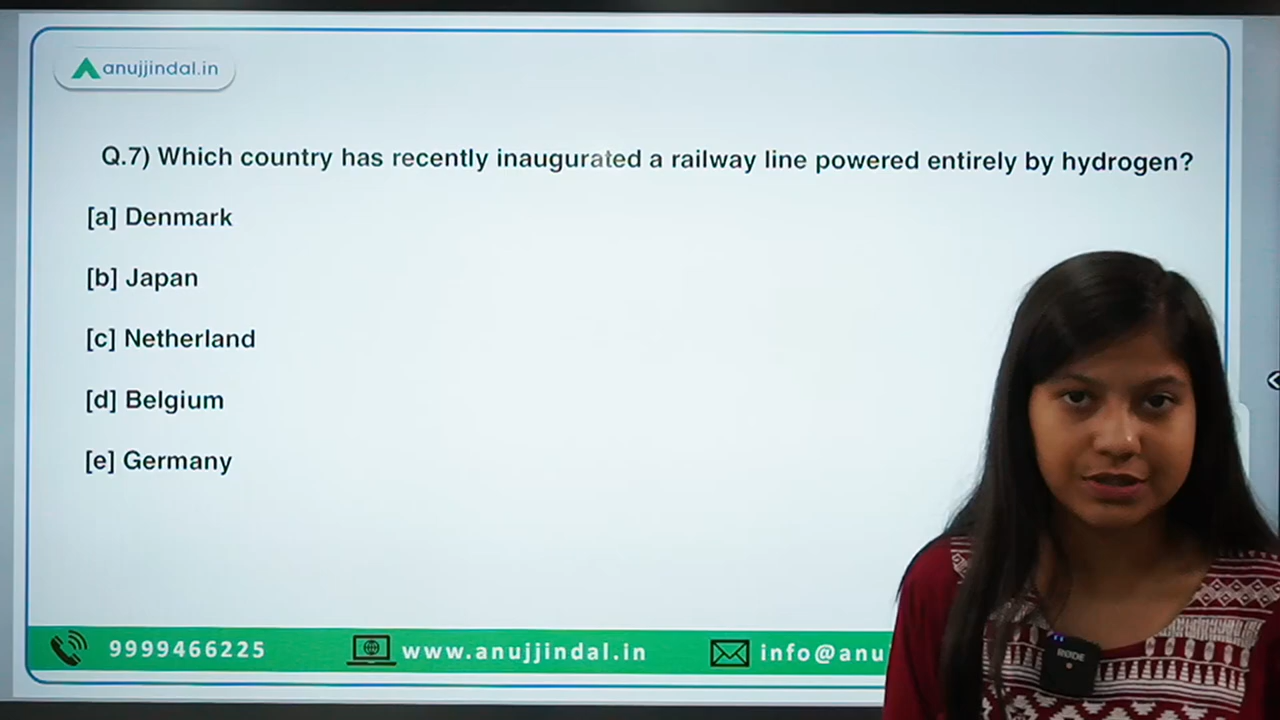 anujjindal.in
Q.7) Which country has recently inaugurated a railway line powered entirely by hydrogen?
[a] Denmark
[b] Japan
[c] Netherland
[d] Belgium
[e] Germany
9999466225 www.anujjindal.in info@anu
RODE